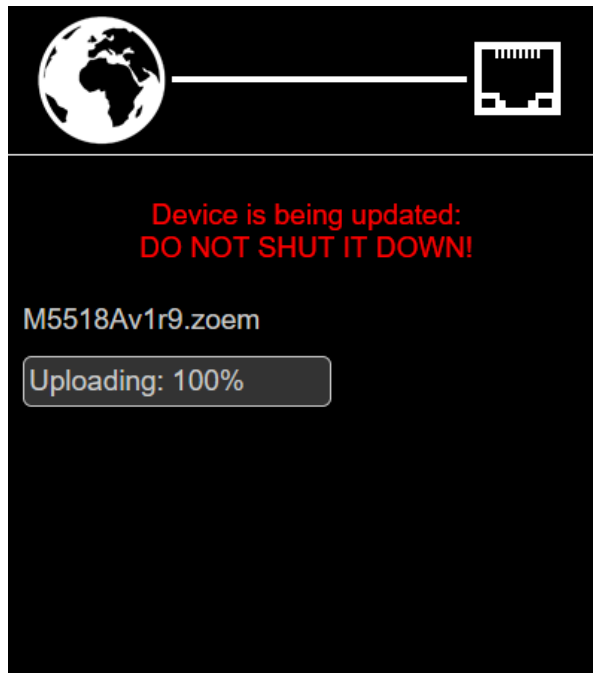 Device is being updated:
DO NOT SHUT IT DOWN!
M5518Av1r9.zoem
Uploading: 100%